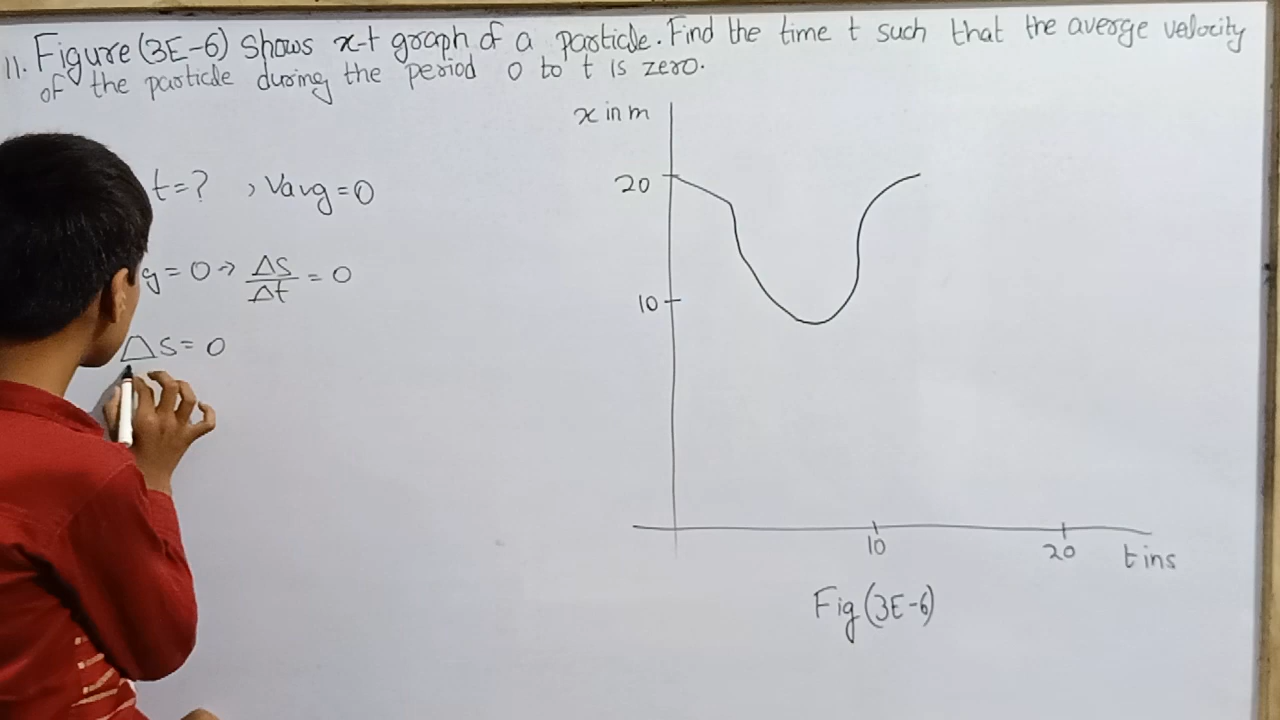 11. Figure (3E-6) Shows x-t graph of a particle. Find the time t such that the averge velocity
of the particle during the period 0 to t is zero.
x in m
t=? , Vavg=0
20
g=0→ ΔS/Δt = 0
10
ΔS=0
10
20
t in s
Fig (3E-6)